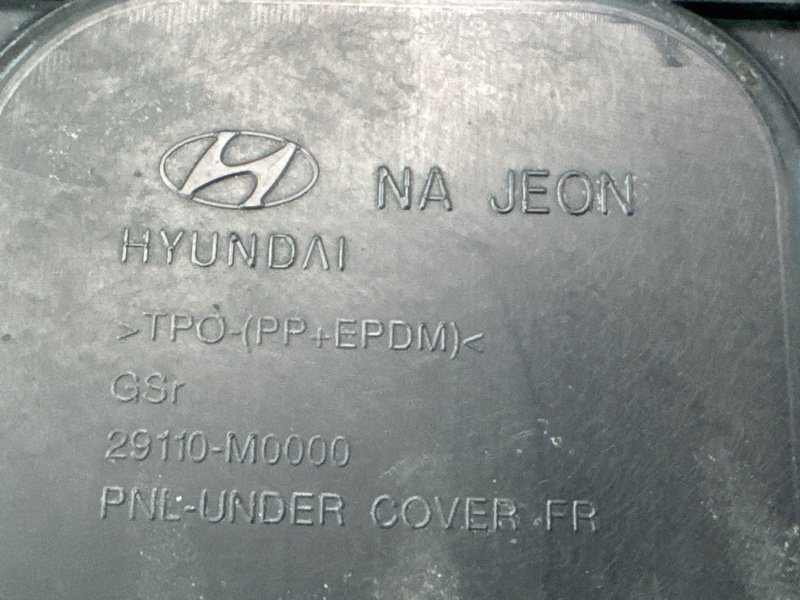 NA JEON
HYUNDAI
>TPO-(PP+EPDM)<
GSr
29110-M0000
PNL-UNDER COVER FR